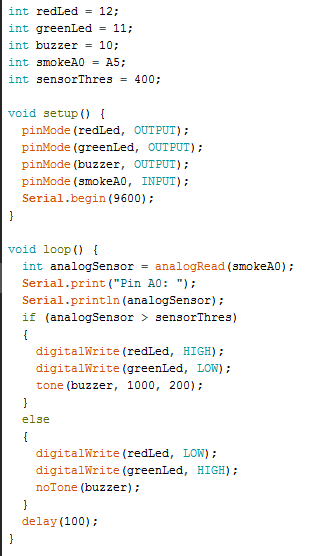 int redLed = 12;
int greenLed = 11;
int buzzer = 10;
int smokeA0 = A5;
int sensorThres = 400;

void setup() {
  pinMode(redLed, OUTPUT);
  pinMode(greenLed, OUTPUT);
  pinMode(buzzer, OUTPUT);
  pinMode(smokeA0, INPUT);
  Serial.begin(9600);
}

void loop() {
  int analogSensor = analogRead(smokeA0);
  Serial.print("Pin A0: ");
  Serial.println(analogSensor);
  if (analogSensor > sensorThres)
  {
    digitalWrite(redLed, HIGH);
    digitalWrite(greenLed, LOW);
    tone(buzzer, 1000, 200);
  }
  else
  {
    digitalWrite(redLed, LOW);
    digitalWrite(greenLed, HIGH);
    noTone(buzzer);
  }
  delay(100);
}